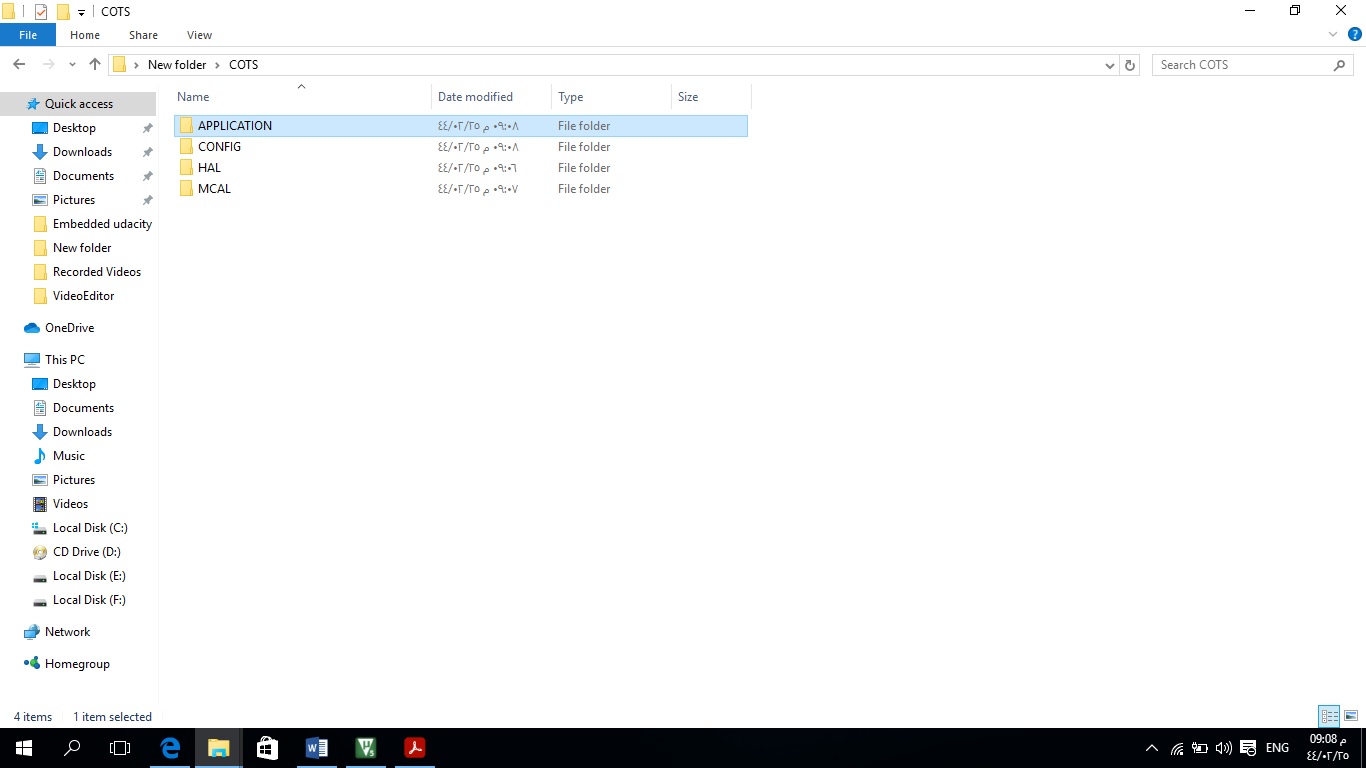 COTS
File Home Share View
New folder COTS
Search COTS
Name Date modified Type Size
Quick access
Desktop
Downloads
Documents
Pictures
Embedded udacity
New folder
Recorded Videos
VideoEditor
OneDrive
This PC
Desktop
Documents
Downloads
Music
Pictures
Videos
Local Disk (C:)
CD Drive (D:)
Local Disk (E:)
Local Disk (F:)
Network
Homegroup
APPLICATION ٤٤/٠٢/٢٥ م ٠٩:٠٨ File folder
CONFIG ٤٤/٠٢/٢٥ م ٠٩:٠٨ File folder
HAL ٤٤/٠٢/٢٥ م ٠٩:٠٦ File folder
MCAL ٤٤/٠٢/٢٥ م ٠٩:٠٧ File folder
4 items 1 item selected
ENG
09:08 م
٤٤/٠٢/٢٥